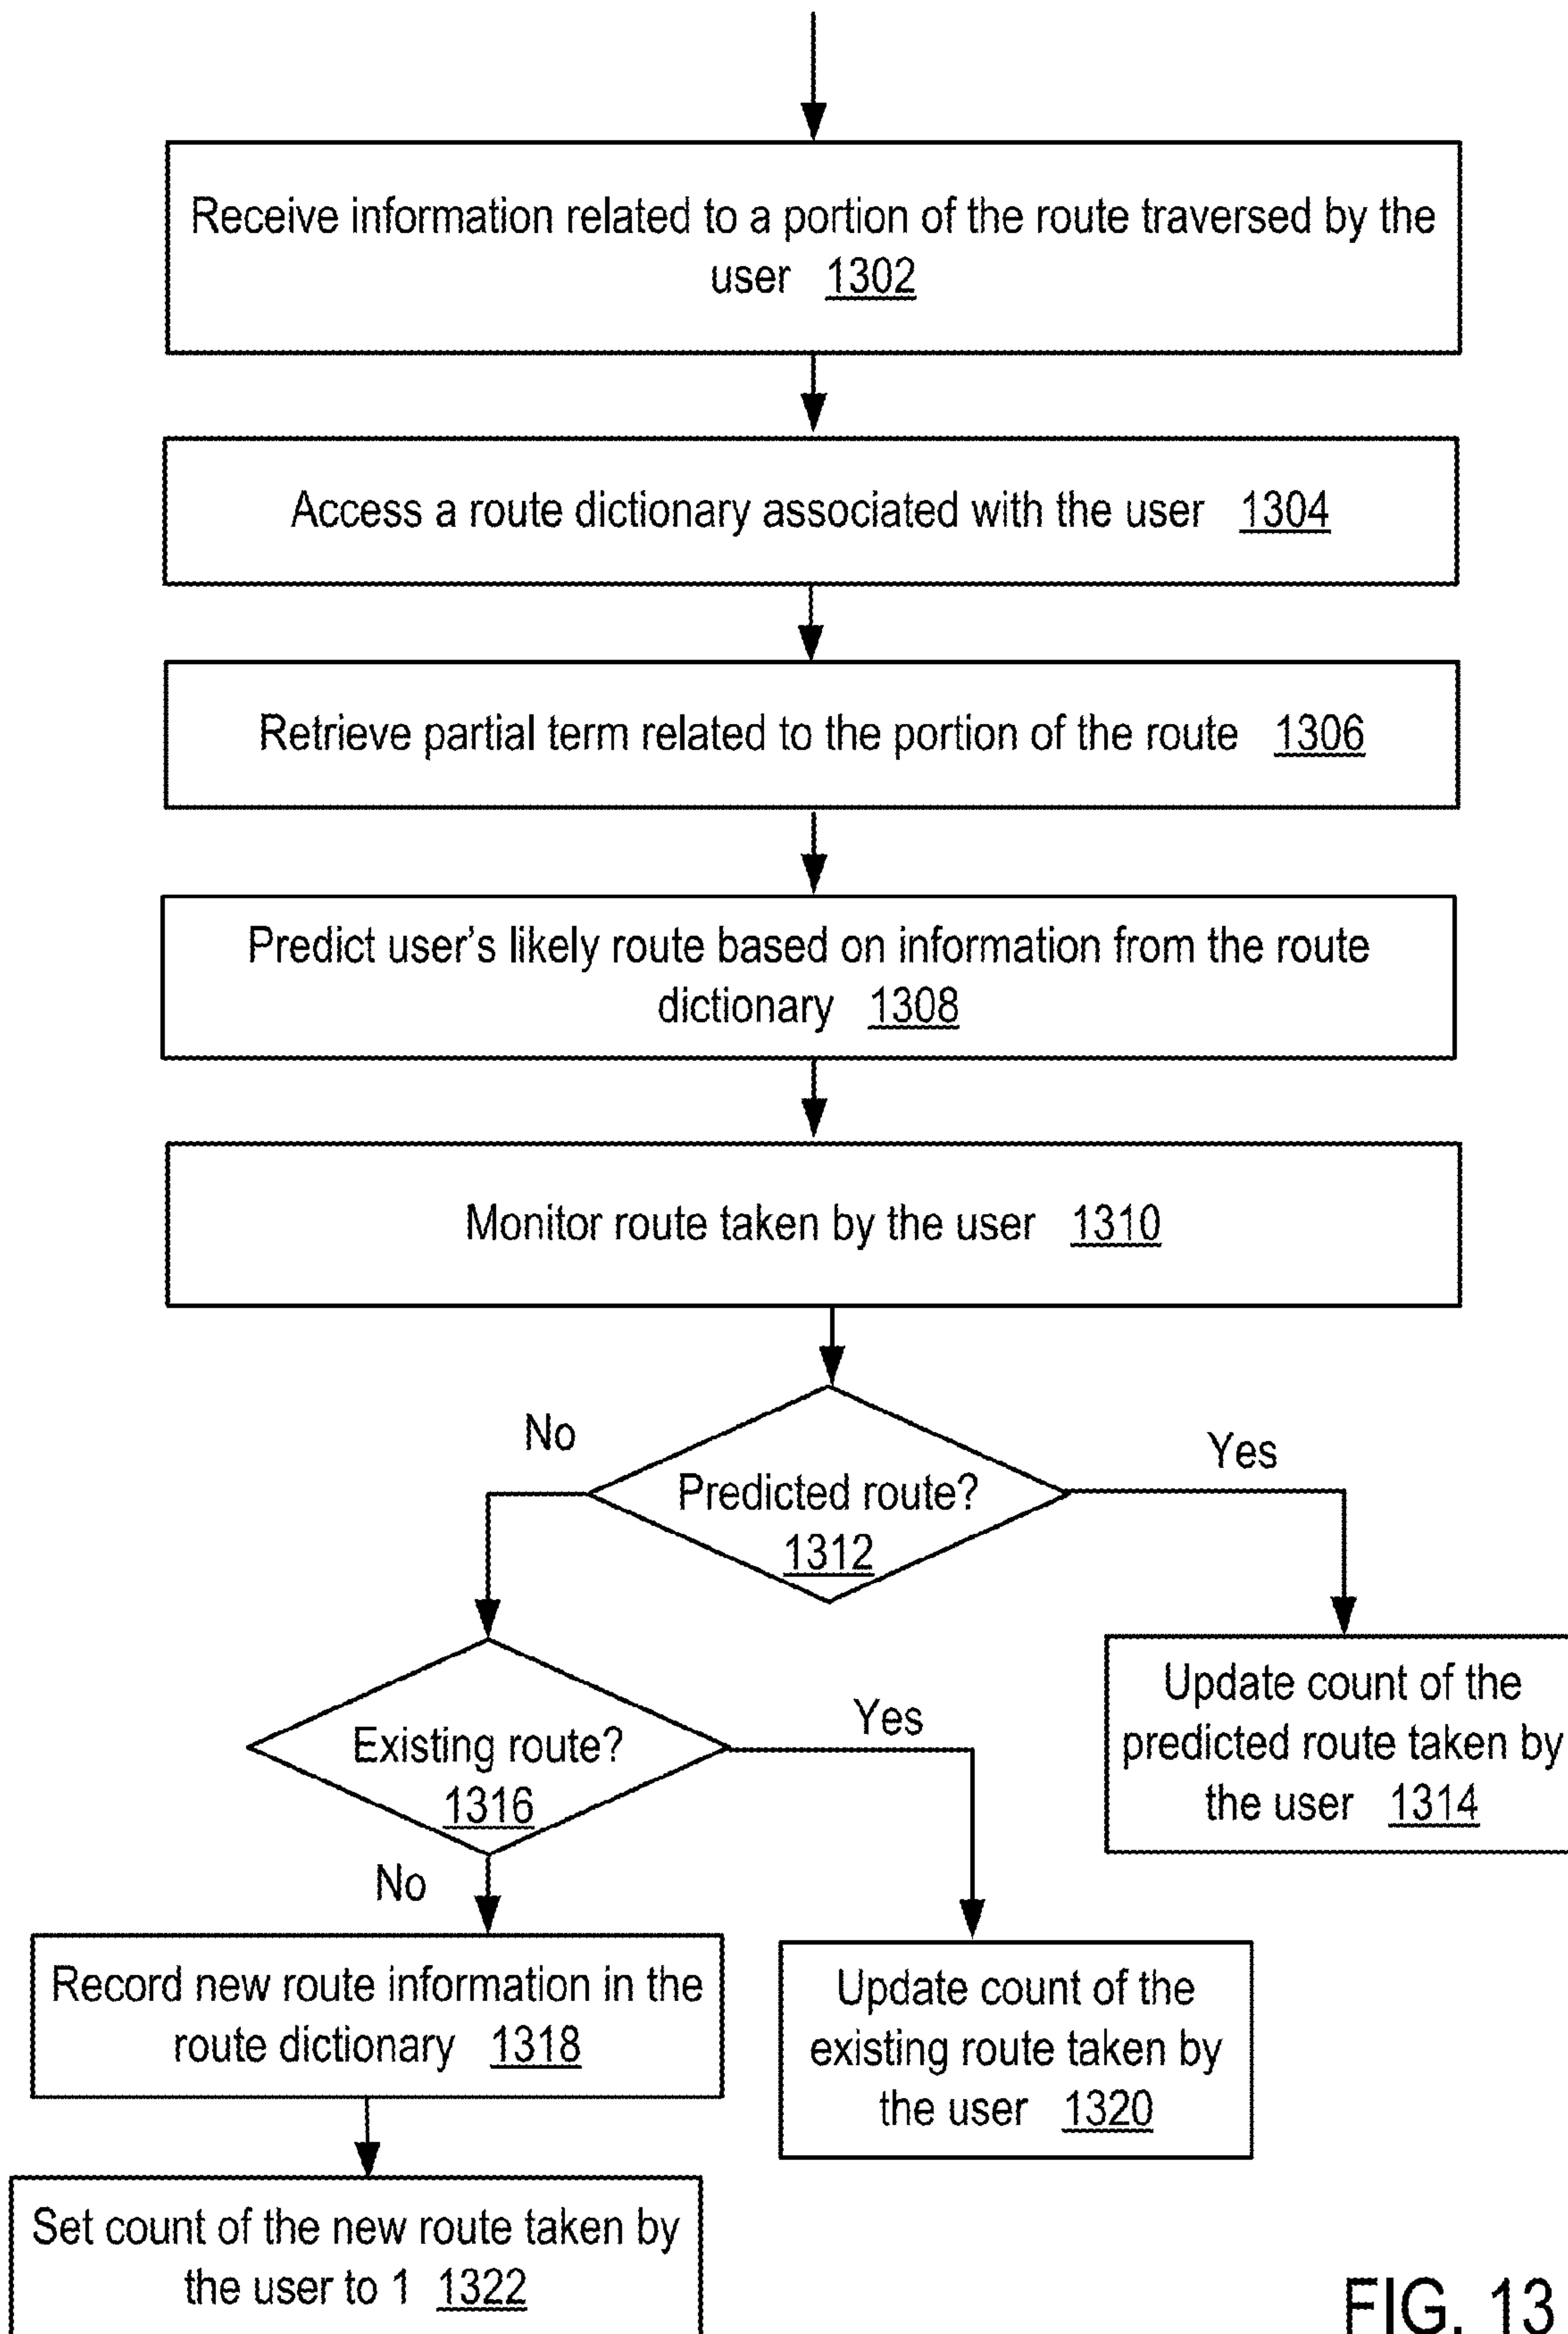 Receive information related to a portion of the route traversed by the
user 1302
Access a route dictionary associated with the user 1304
Retrieve partial term related to the portion of the route 1306
Predict user's likely route based on information from the route
dictionary 1308
Monitor route taken by the user 1310
No
Yes
Predicted route?
1312
Update count of the
predicted route taken by
the user 1314
Yes
Existing route?
1316
No
Record new route information in the
route dictionary 1318
Update count of the
existing route taken by
the user 1320
Set count of the new route taken by
the user to 1 1322
FIG. 13